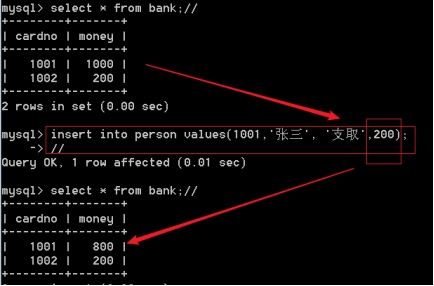 mysql> select * from bank;//
+--------+-------+
| cardno | money |
+--------+-------+
| 1001 | 1000 |
| 1002 | 200 |
+--------+-------+
2 rows in set (0.00 sec)
mysql> insert into person values(1001,'张三', '支取',200);
-> //
Query OK, 1 row affected (0.01 sec)
mysql> select * from bank;//
+--------+-------+
| cardno | money |
+--------+-------+
| 1001 | 800 |
| 1002 | 200 |
+--------+-------+